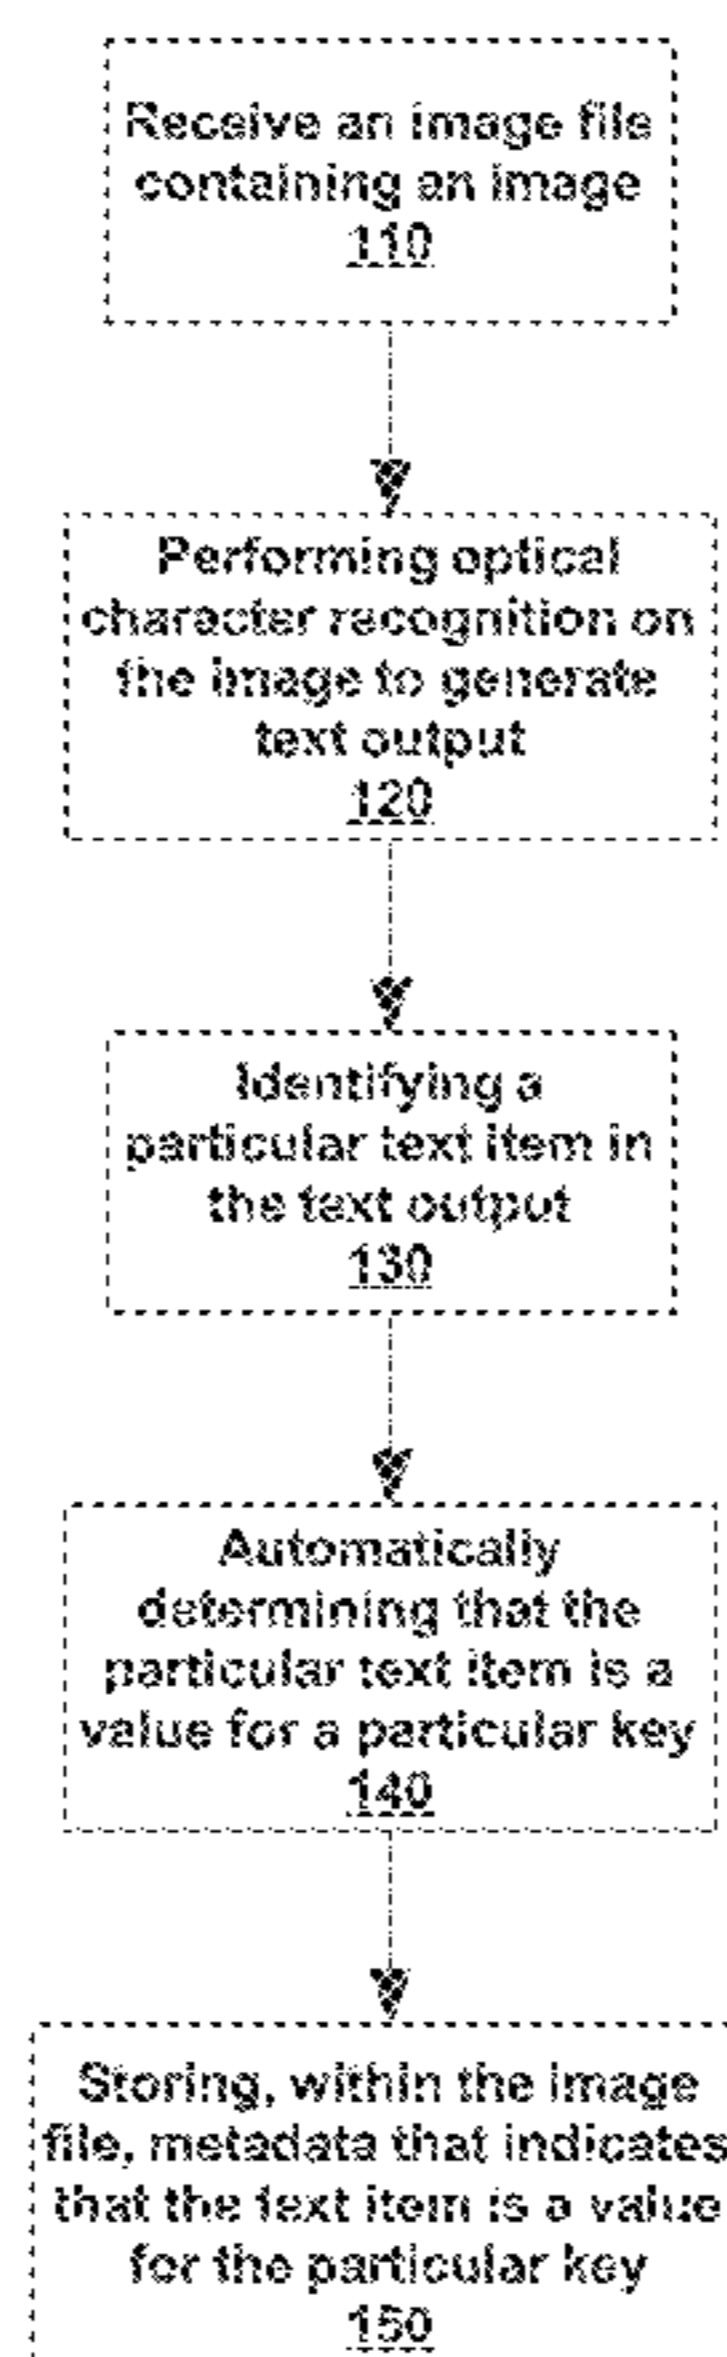 Receive an image file
containing an image
110
Performing optical
character recognition on
the image to generate
text output
120
Identifying a
particular text item in
the text output
130
Automatically
determining that the
particular text item is a
value for a particular key
140
Storing, within the image
file, metadata that indicates
that the text item is a value
for the particular key
150